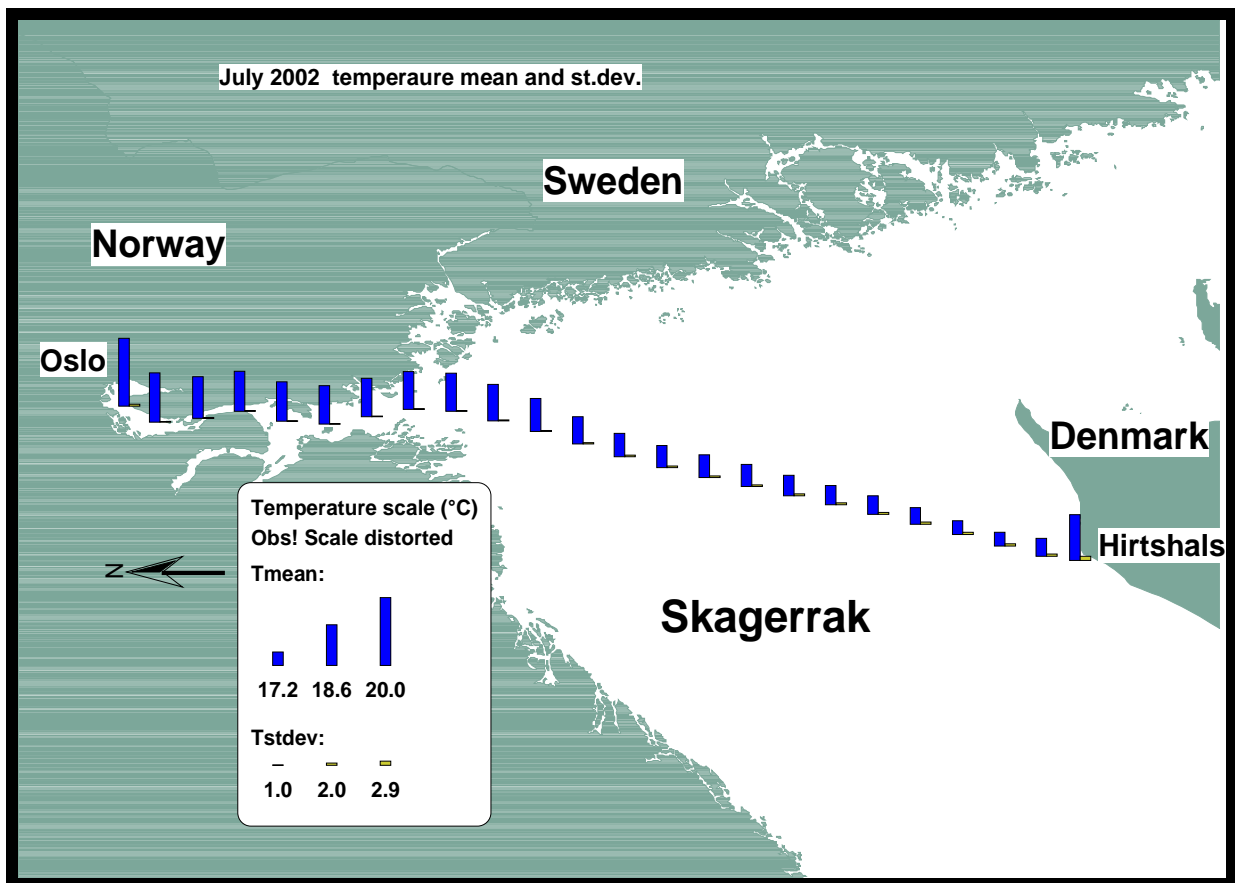 July 2002 temperaure mean and st.dev.
Sweden
Norway
Oslo
Denmark
Hirtshals
Skagerrak
N
Temperature scale (°C)
Obs! Scale distorted
Tmean:
17.2 18.6 20.0
Tstdev:
1.0 2.0 2.9